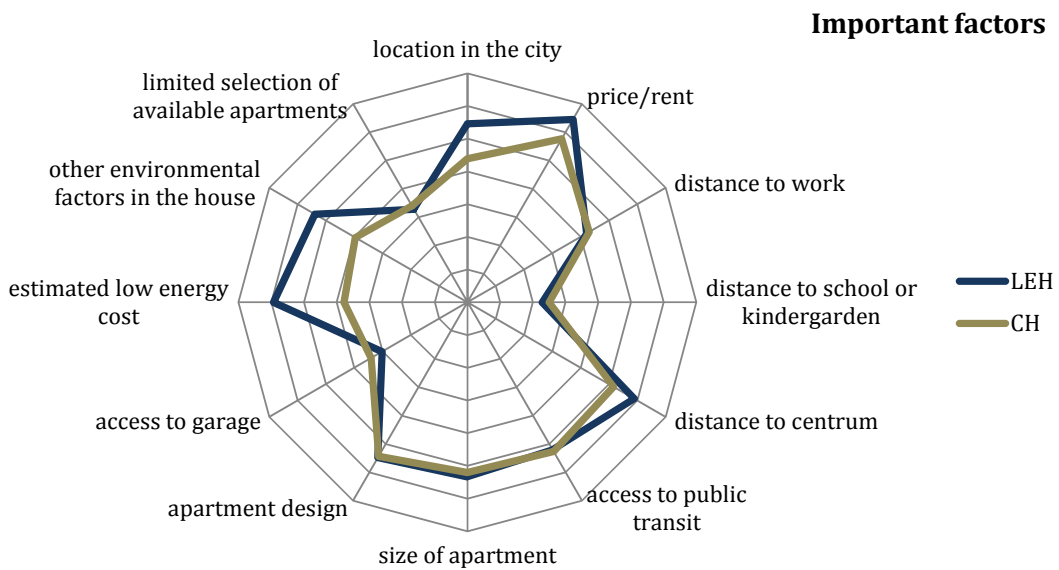 Important factors
location in the city
price/rent
distance to work
distance to school or
kindergarden
distance to centrum
access to public
transit
size of apartment
apartment design
access to garage
estimated low energy
cost
other environmental
factors in the house
limited selection of
available apartments
LEH
CH